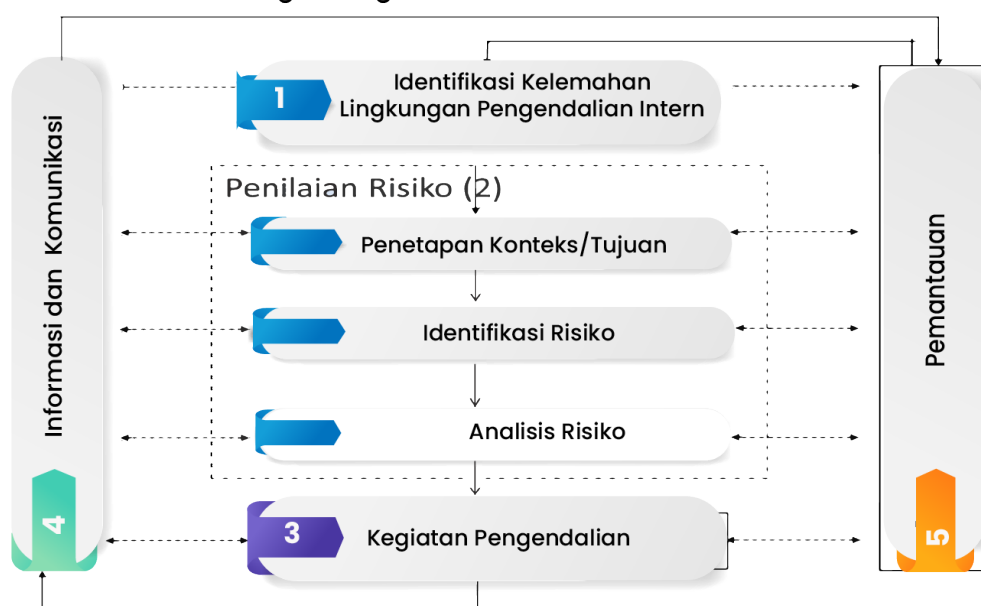 1
Identifikasi Kelemahan
Lingkungan Pengendalian Intern
Penilaian Risiko (2)
Penetapan Konteks/Tujuan
Identifikasi Risiko
Analisis Risiko
3
Kegiatan Pengendalian
Informasi dan Komunikasi
4
Pemantauan
5